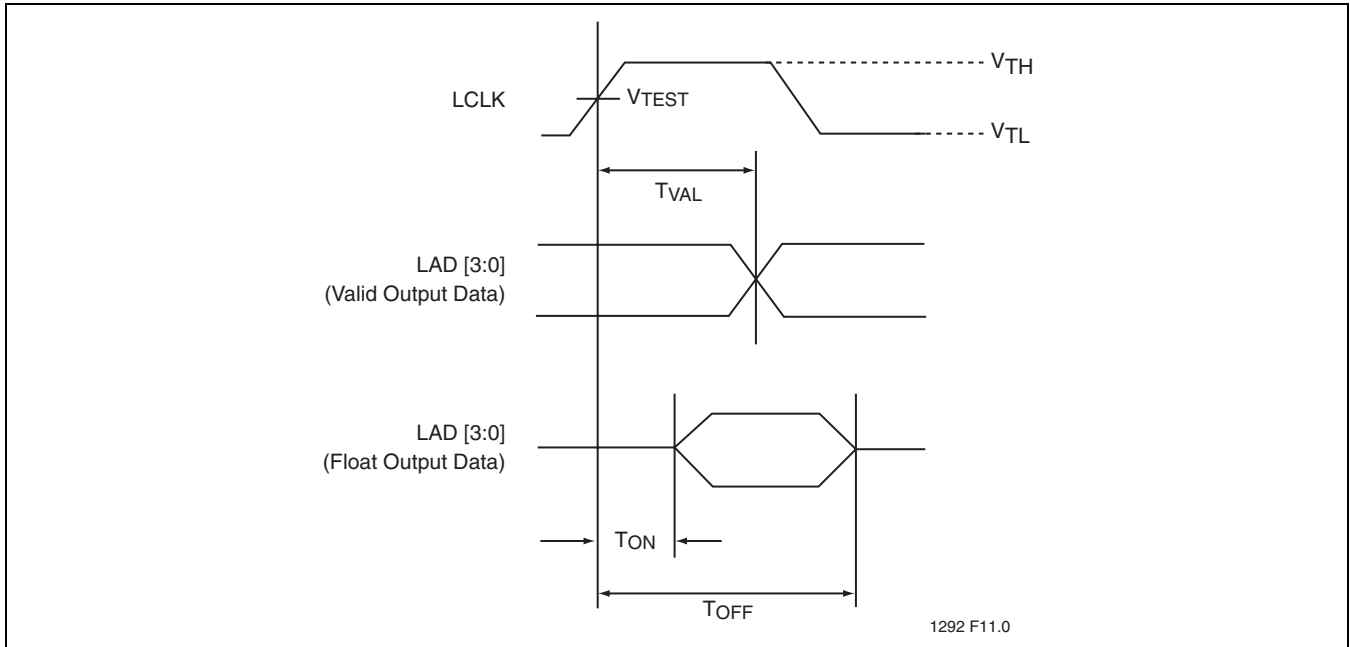 VTH
LCLK
VTEST
VTL
TVAL
LAD [3:0]
(Valid Output Data)
LAD [3:0]
(Float Output Data)
TON
TOFF
1292 F11.0